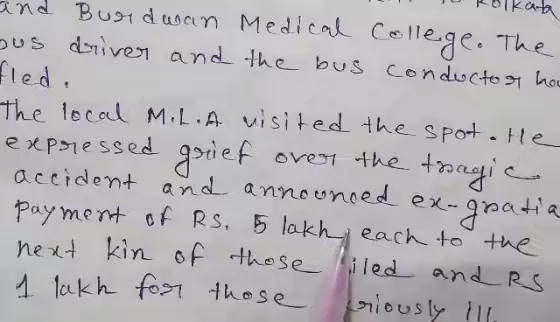 and Burdwan Medical College. The
bus driver and the bus conductor
fled.
The local M.L.A visited the spot. He
expressed grief over the tragic
accident and announced ex-gratia
payment of RS. 5 lakh each to the
next kin of those and RS
1 lakh for those ill.